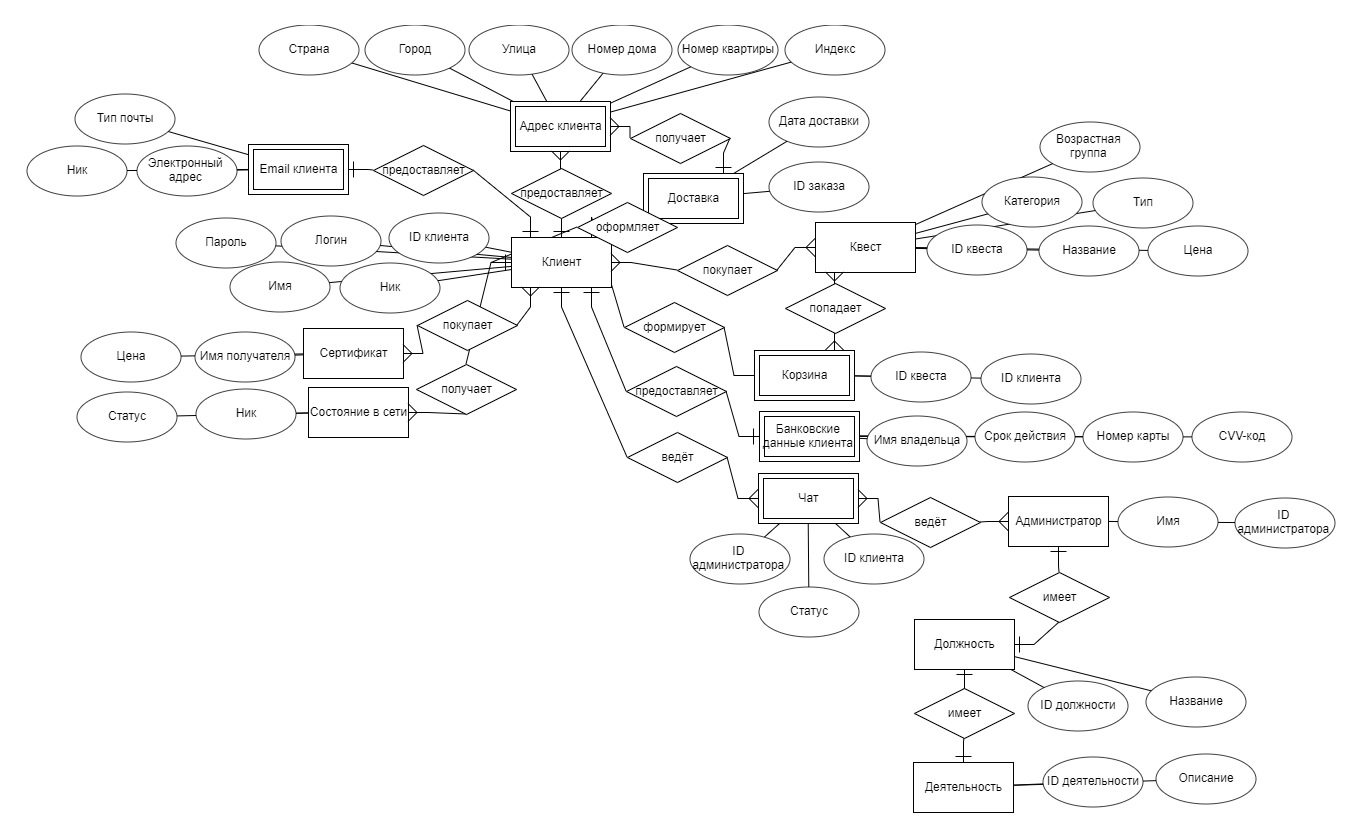 Страна
Город
Улица
Номер дома
Номер квартиры
Индекс
Тип почты
Адрес клиента
получает
Дата доставки
Ник
Электронный
адрес
Email клиента
предоставляет
предоставляет
Доставка
ID заказа
Возрастная
группа
Категория
Тип
Пароль
Логин
ID клиента
оформляет
Квест
ID квеста
Название
Цена
Клиент
покупает
Имя
Ник
попадает
покупает
формирует
Цена
Имя получателя
Сертификат
Корзина
ID квеста
ID клиента
получает
предоставляет
Статус
Ник
Состояние в сети
Банковские
данные клиента
Имя владельца
Срок действия
Номер карты
CVV-код
ведёт
Чат
ведёт
Администратор
Имя
ID
администратора
ID
администратора
ID клиента
Статус
имеет
Должность
ID должности
Название
имеет
Деятельность
ID деятельности
Описание